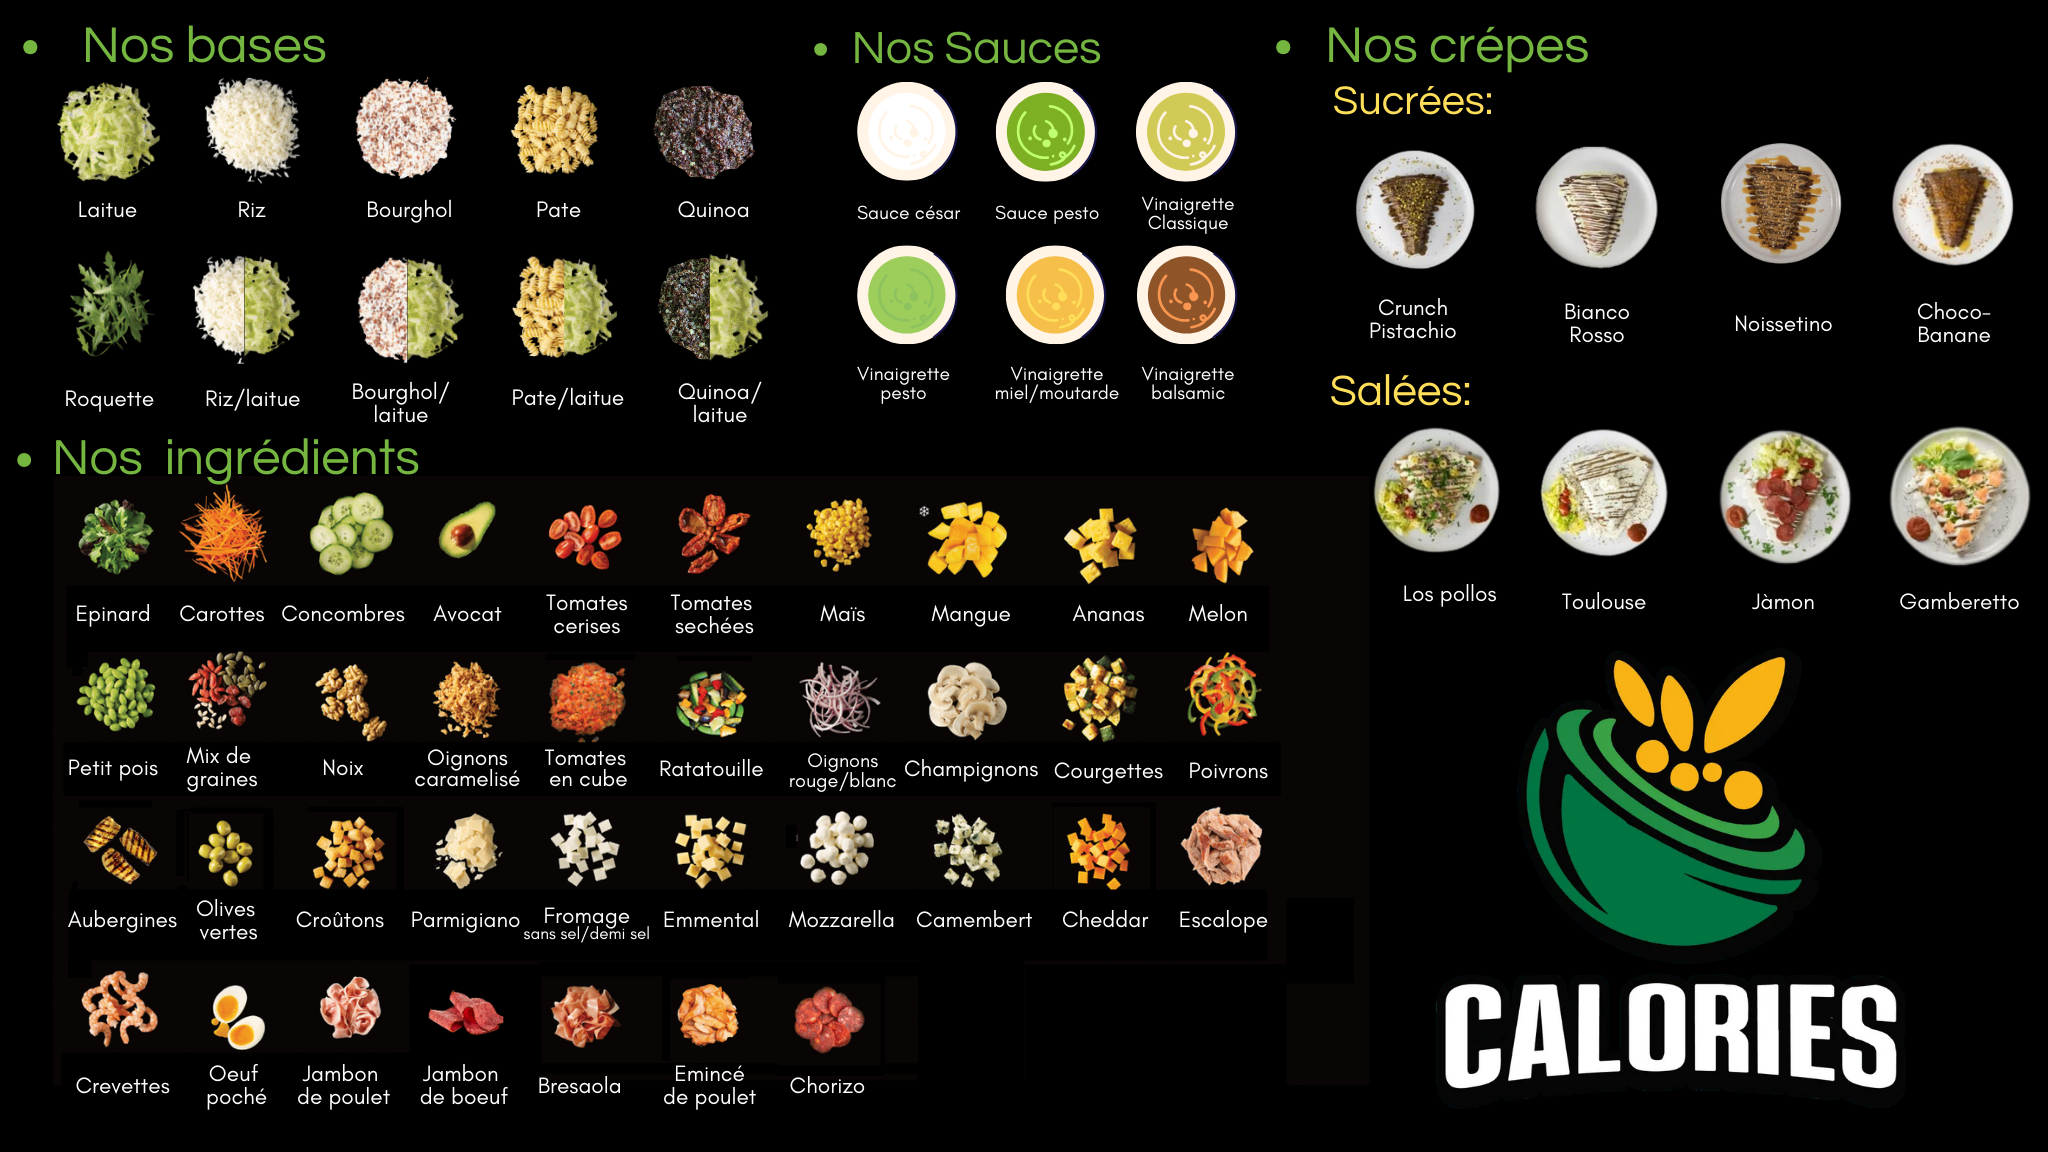 Nos bases
Laitue
Riz
Bourghol
Pate
Quinoa
Roquette
Riz/laitue
Bourghol/
laitue
Pate/laitue
Quinoa/
laitue
Nos Sauces
Sauce césar
Sauce pesto
Vinaigrette
Classique
Vinaigrette
pesto
Vinaigrette
miel/moutarde
Vinaigrette
balsamic
Nos crépes
Sucrées:
Crunch
Pistachio
Bianco
Rosso
Noissetino
Choco-
Banane
Salées:
Los pollos
Toulouse
Jàmon
Gamberetto
Nos ingrédients
Epinard
Carottes
Concombres
Avocat
Tomates
cerises
Tomates
sechées
Maïs
Mangue
Ananas
Melon
Petit pois
Mix de
graines
Noix
Oignons
caramelisé
Tomates
en cube
Ratatouille
Oignons
rouge/blanc
Champignons
Courgettes
Poivrons
Aubergines
Olives
vertes
Croûtons
Parmigiano
Fromage
sans sel/demi sel
Emmental
Mozzarella
Camembert
Cheddar
Escalope
Crevettes
Oeuf
poché
Jambon
de poulet
Jambon
de boeuf
Bresaola
Emincé
de poulet
Chorizo
CALORIES